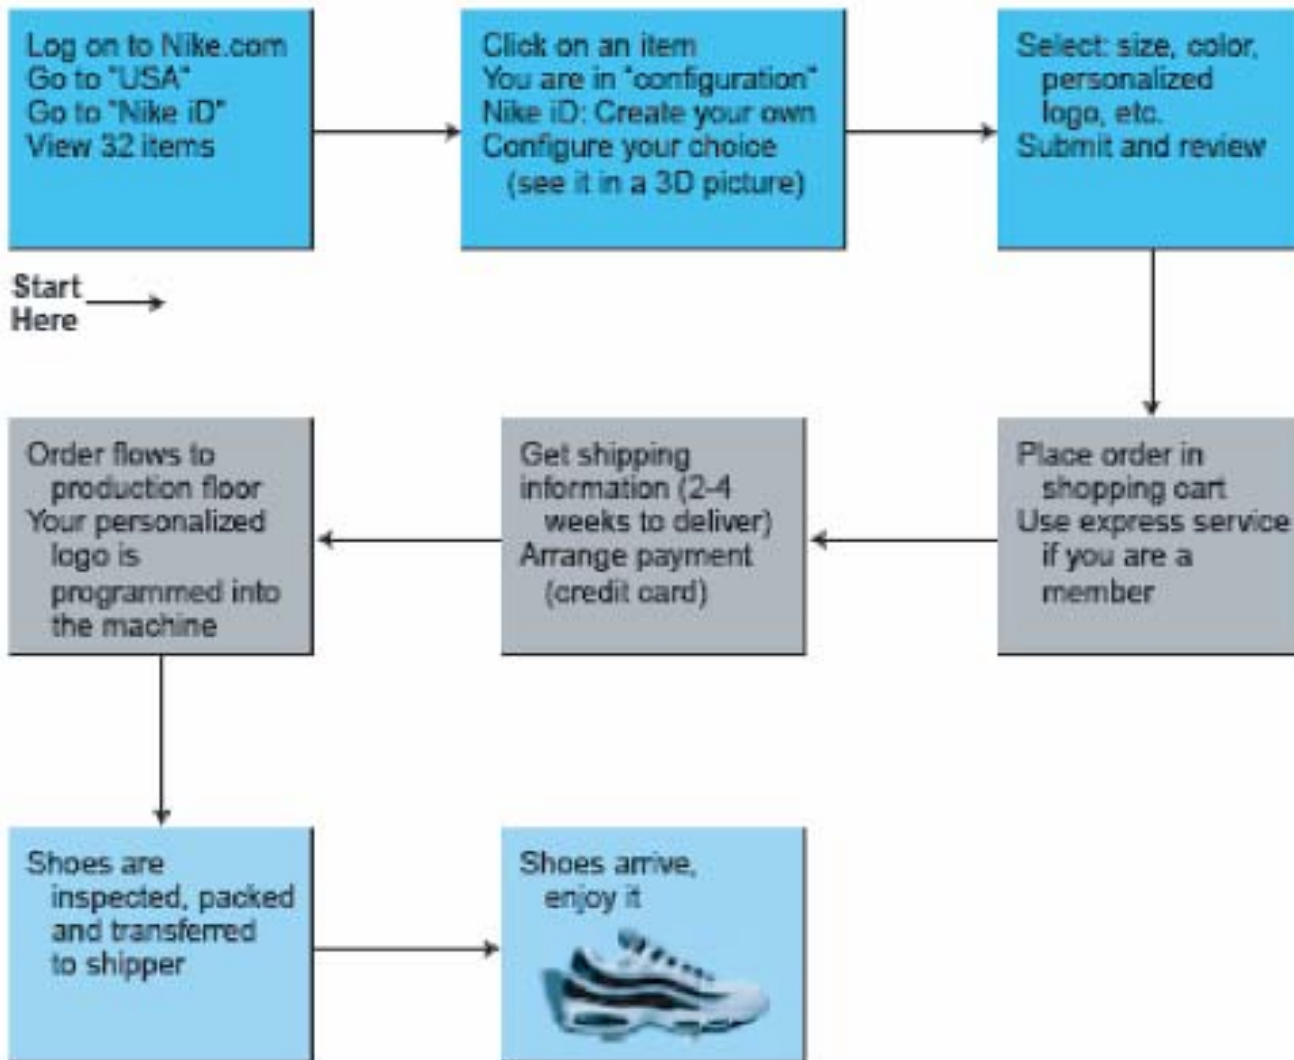 Log on to Nike.com
Go to "USA"
Go to "Nike iD"
View 32 items
Click on an item
You are in "configuration"
Nike iD: Create your own
Configure your choice
(see it in a 3D picture)
Select: size, color,
personalized
logo, etc.
Submit and review
Start
Here
Place order in
shopping cart
Use express service
if you are a
member
Get shipping
information (2-4
weeks to deliver)
Arrange payment
(credit card)
Order flows to
production floor
Your personalized
logo is
programmed into
the machine
Shoes are
inspected, packed
and transferred
to shipper
Shoes arrive,
enjoy it